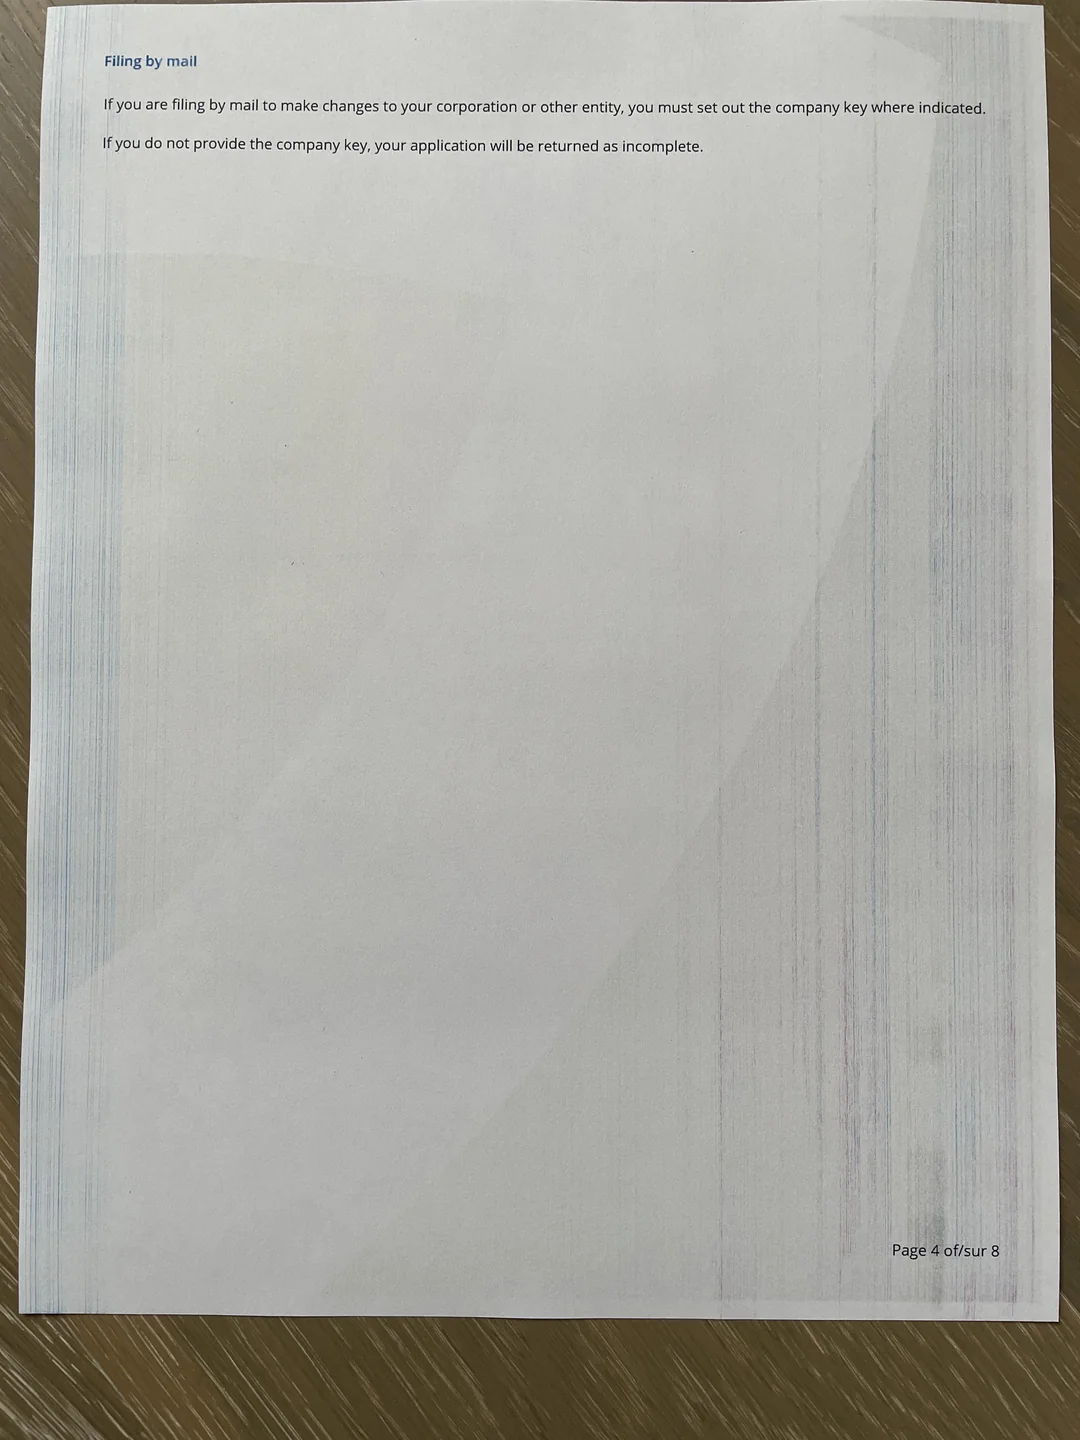 Filing by mail
If you are filing by mail to make changes to your corporation or other entity, you must set out the company key where indicated.
If you do not provide the company key, your application will be returned as incomplete.
Page 4 of/sur 8